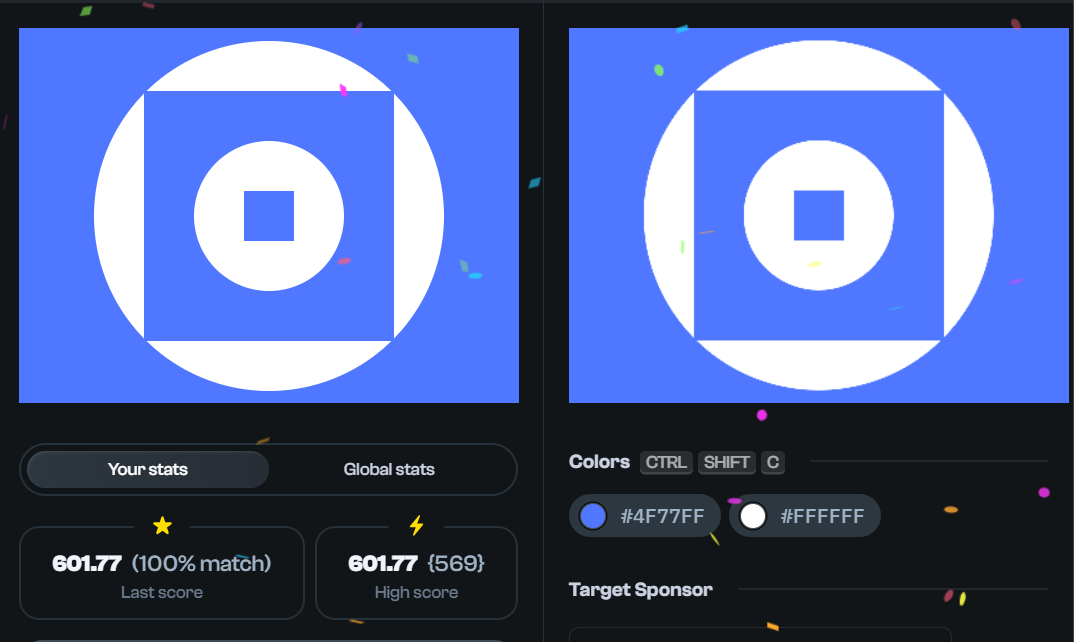 Your stats
Global stats
601.77 (100% match)
Last score
601.77 {569}
High score
Colors CTRL SHIFT C
#4F77FF
#FFFFFF
Target Sponsor